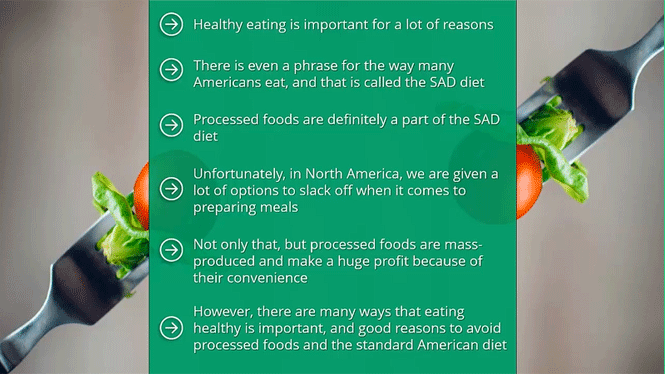 Healthy eating is important for a lot of reasons
There is even a phrase for the way many
Americans eat, and that is called the SAD diet
Processed foods are definitely a part of the SAD
diet
Unfortunately, in North America, we are given a
lot of options to slack off when it comes to
preparing meals
Not only that, but processed foods are mass-
produced and make a huge profit because of
their convenience
However, there are many ways that eating
healthy is important, and good reasons to avoid
processed foods and the standard American diet